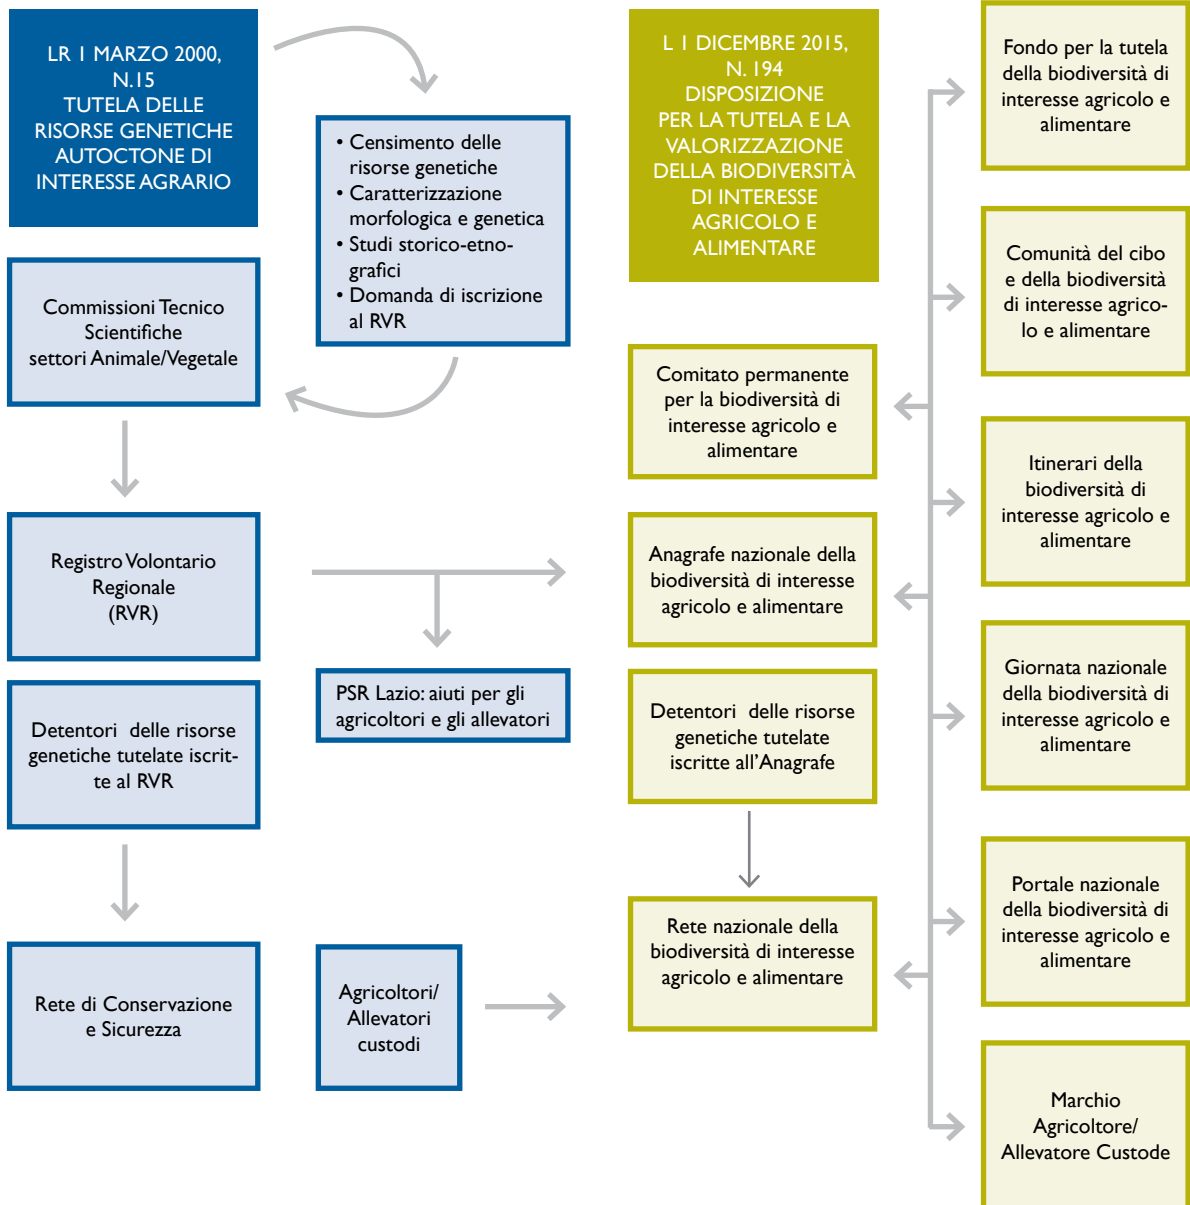 LR 1 MARZO 2000,
N.15
TUTELA DELLE
RISORSE GENETICHE
AUTOCTONE DI
INTERESSE AGRARIO
• Censimento delle
risorse genetiche
• Caratterizzazione
morfologica e genetica
• Studi storico-etno-
grafici
• Domanda di iscrizione
al RVR
Commissioni Tecnico
Scientifiche
settori Animale/Vegetale
Registro Volontario
Regionale
(RVR)
PSR Lazio: aiuti per gli
agricoltori e gli allevatori
Detentori delle risorse
genetiche tutelate iscrit-
te al RVR
Rete di Conservazione
e Sicurezza
Agricoltori/
Allevatori
custodi
L 1 DICEMBRE 2015,
N. 194
DISPOSIZIONE
PER LA TUTELA E LA
VALORIZZAZIONE
DELLA BIODIVERSITÀ
DI INTERESSE
AGRICOLO E
ALIMENTARE
Comitato permanente
per la biodiversità di
interesse agricolo e
alimentare
Anagrafe nazionale della
biodiversità di interesse
agricolo e alimentare
Detentori delle risorse
genetiche tutelate
iscritte all'Anagrafe
Rete nazionale della
biodiversità di interesse
agricolo e alimentare
Fondo per la tutela
della biodiversità di
interesse agricolo e
alimentare
Comunità del cibo
e della biodiversità
di interesse agrico-
lo e alimentare
Itinerari della
biodiversità di
interesse agricolo e
alimentare
Giornata nazionale
della biodiversità di
interesse agricolo e
alimentare
Portale nazionale
della biodiversità di
interesse agricolo e
alimentare
Marchio
Agricoltore/
Allevatore Custode